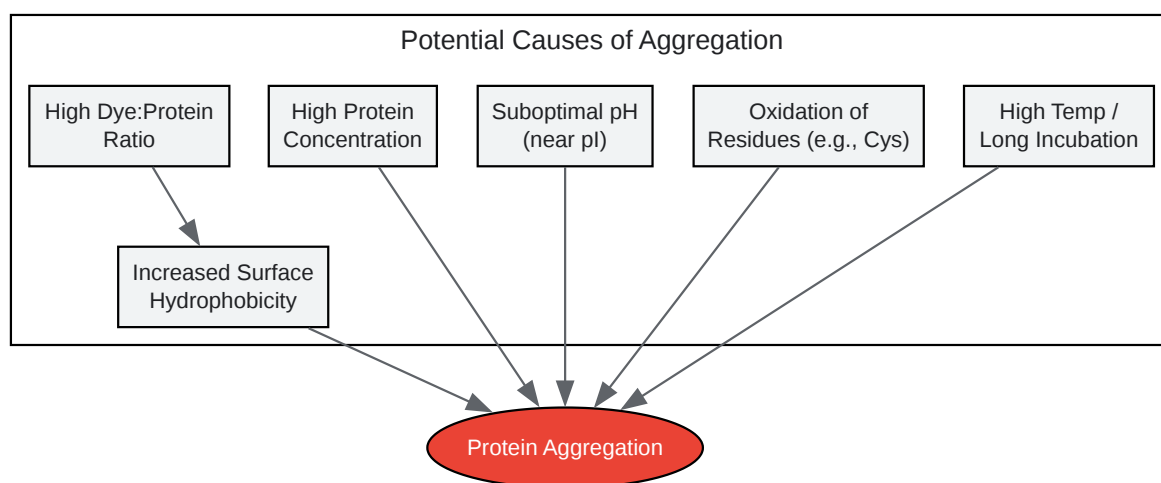 Potential Causes of Aggregation
High Dye:Protein
Ratio
High Protein
Concentration
Suboptimal pH
(near pI)
Oxidation of
Residues (e.g., Cys)
High Temp /
Long Incubation
Increased Surface
Hydrophobicity
Protein Aggregation